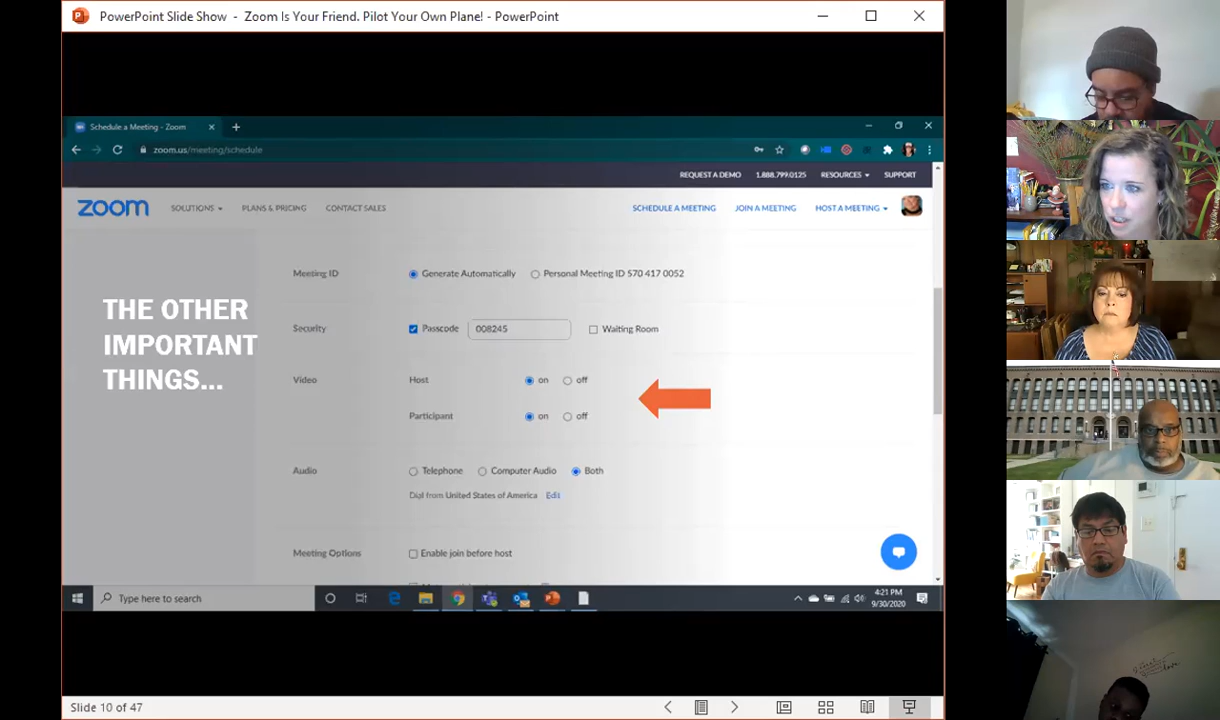 PowerPoint Slide Show - Zoom Is Your Friend. Pilot Your Own Plane! - PowerPoint
Schedule a Meeting - Zoom
zoom.us/meeting/schedule
REQUEST A DEMO 1.888.799.0125 RESOURCES SUPPORT
zoom SOLUTIONS PLANS & PRICING CONTACT SALES SCHEDULE A MEETING JOIN A MEETING HOST A MEETING
THE OTHER
IMPORTANT
THINGS...
Meeting ID Generate Automatically Personal Meeting ID 570 417 0052
Security Passcode 008245 Waiting Room
Video Host on off
Participant on off
Audio Telephone Computer Audio Both
Dial from United States of America Edit
Meeting Options Enable join before host
Type here to search
4:21 PM
9/30/2020
Slide 10 of 47